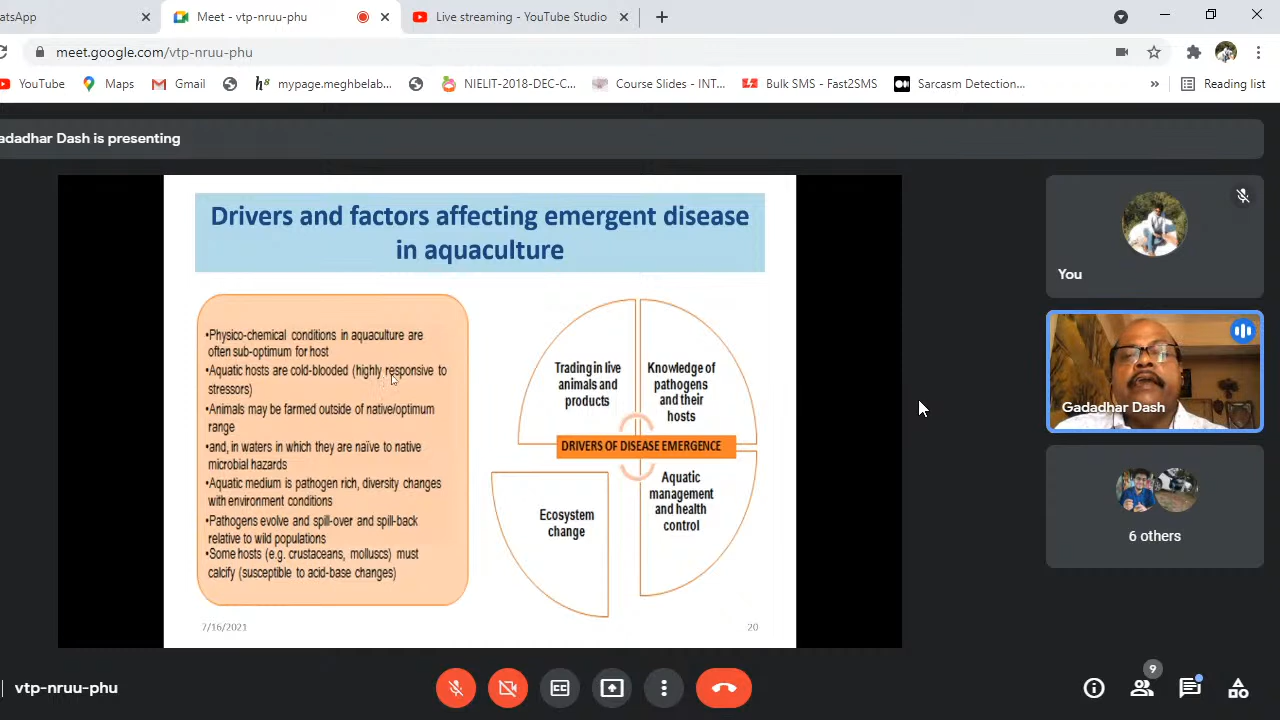 atsApp
Meet - vtp-nruu-phu
Live streaming - YouTube Studio
meet.google.com/vtp-nruu-phu
YouTube
Maps
Gmail
mypage.meghbelab...
NIELIT-2018-DEC-C...
Course Slides - INT...
Bulk SMS - Fast2SMS
Sarcasm Detection...
»
Reading list
adadhar Dash is presenting
Drivers and factors affecting emergent disease
in aquaculture
•Physico-chemical conditions in aquaculture are
often sub-optimum for host
•Aquatic hosts are cold-blooded (highly responsive to
stressors)
•Animals may be farmed outside of native/optimum
range
•and, in waters in which they are naïve to native
microbial hazards
•Aquatic medium is pathogen rich, diversity changes
with environment conditions
•Pathogens evolve and spill-over and spill-back
relative to wild populations
•Some hosts (e.g. crustaceans, molluscs) must
calcify (susceptible to acid-base changes)
Trading in live
animals and
products
Knowledge of
pathogens
and their
hosts
DRIVERS OF DISEASE EMERGENCE
Ecosystem
change
Aquatic
management
and health
control
7/16/2021
20
You
Gadadhar Dash
6 others
vtp-nruu-phu
CC
9